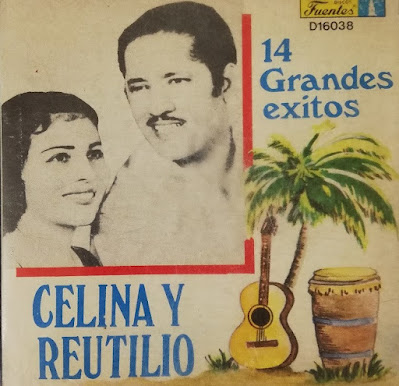 Fuentes
D16038
14
Grandes
exitos
CELINA Y
REUTILIO